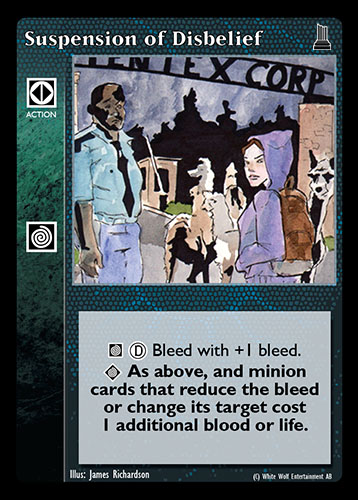 Suspension of Disbelief
ACTION
TENTEX CORP
D Bleed with +1 bleed.
As above, and minion
cards that reduce the bleed
or change its target cost
1 additional blood or life.
Illus: James Richardson
(C) White Wolf Entertainment AB